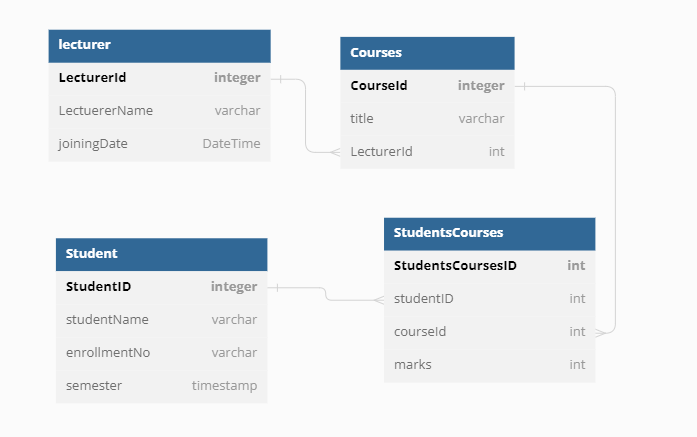 lecturer
LecturerId integer
LectuererName varchar
joiningDate DateTime
Courses
CourseId integer
title varchar
LecturerId int
Student
StudentID integer
studentName varchar
enrollmentNo varchar
semester timestamp
StudentsCourses
StudentsCoursesID int
studentID int
courseId int
marks int